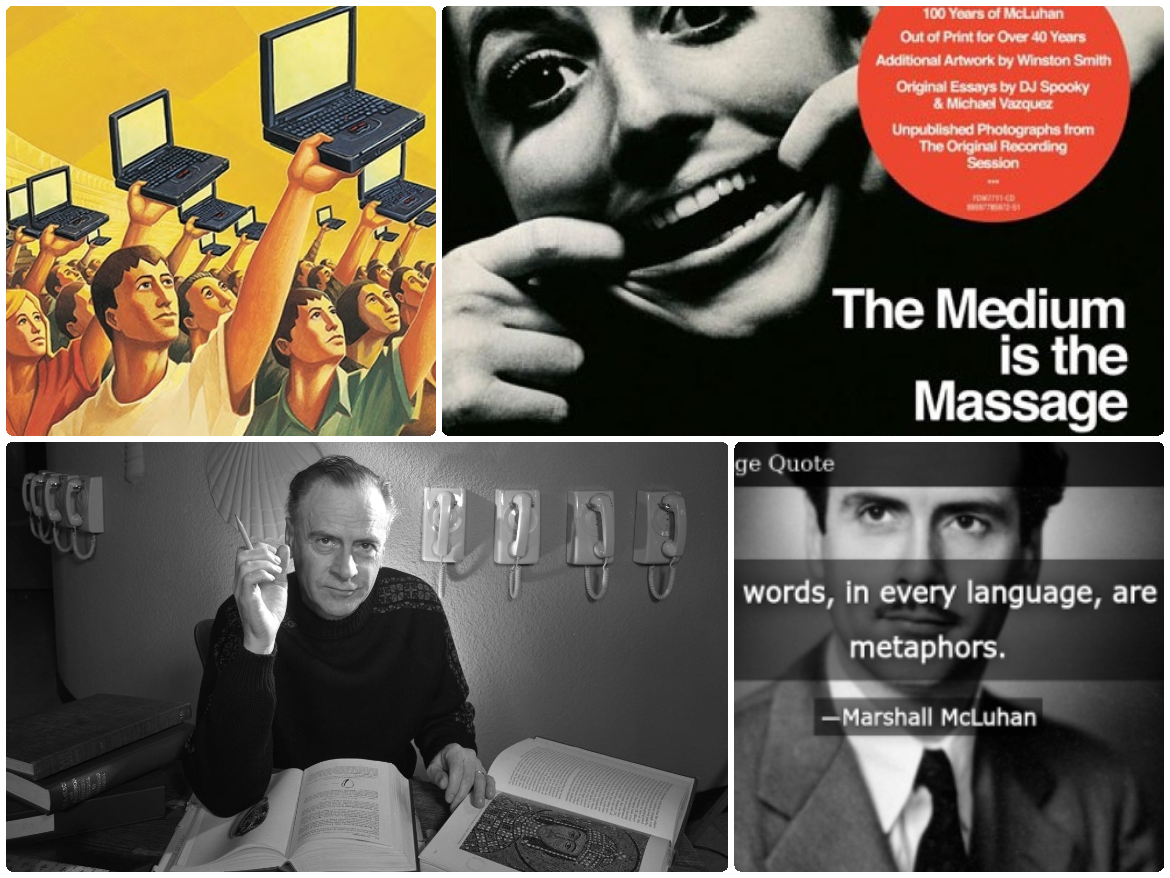 100 Years of McLuhan
Out of Print for Over 40 Years
Additional Artwork by Winston Smith
Original Essays by DJ Spooky
& Michael Vazquez
Unpublished Photographs from
The Original Recording
Session
***
The Medium
is the
Massage
ge Quote
words, in every language, are
metaphors.
—Marshall McLuhan